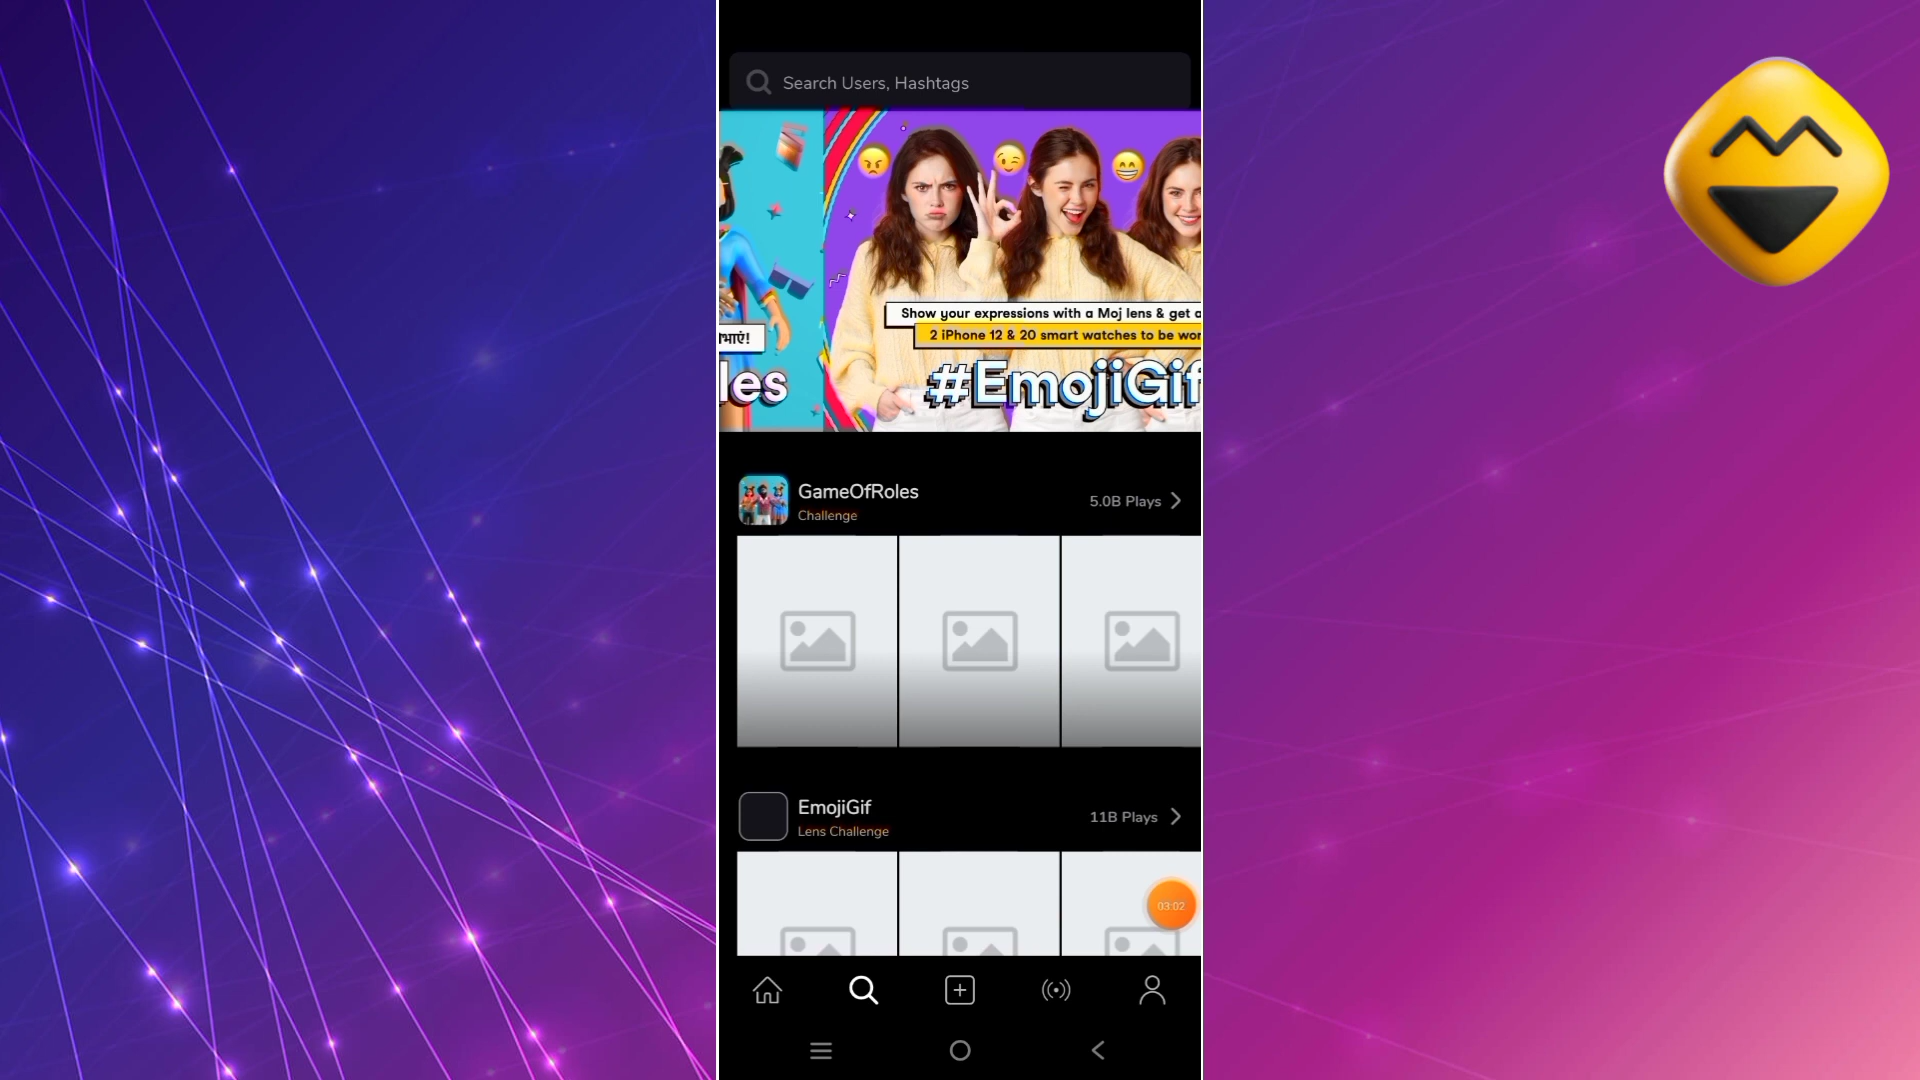 Search Users, Hashtags
Show your expressions with a Moj lens & get a
2 iPhone 12 & 20 smart watches to be wor
les
#EmojiGif
GameOfRoles
Challenge
5.0B Plays
EmojiGif
Lens Challenge
11B Plays
03:02